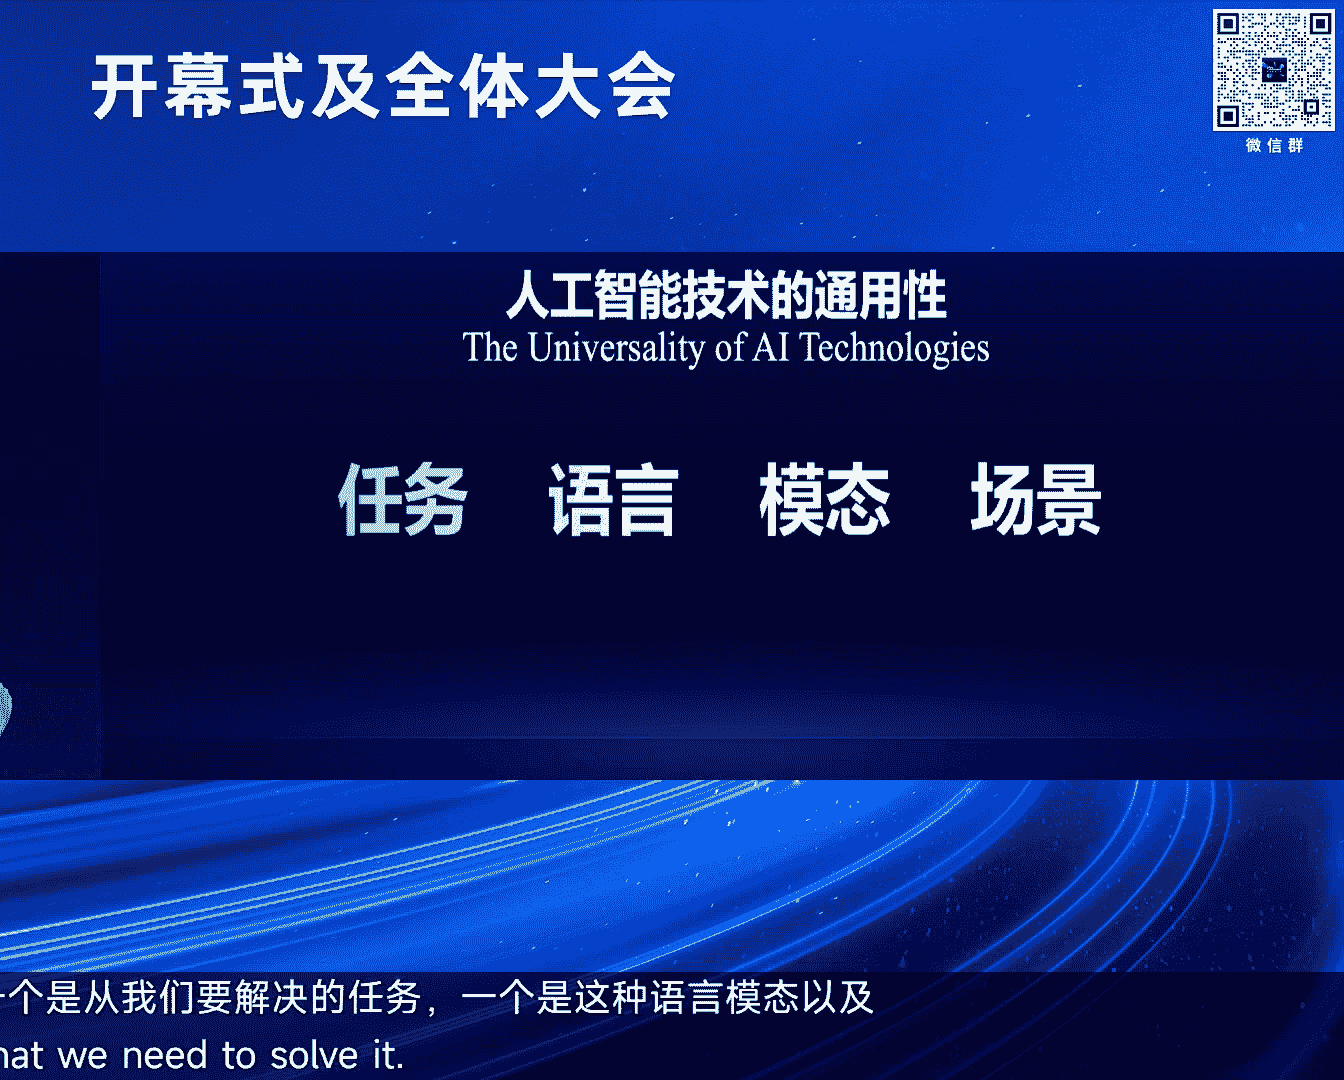 开幕式及全体大会
微信群
人工智能技术的通用性
The Universality of AI Technologies
任务 语言 模态 场景
一个是从我们要解决的任务，一个是这种语言模态以及
we need to solve it.